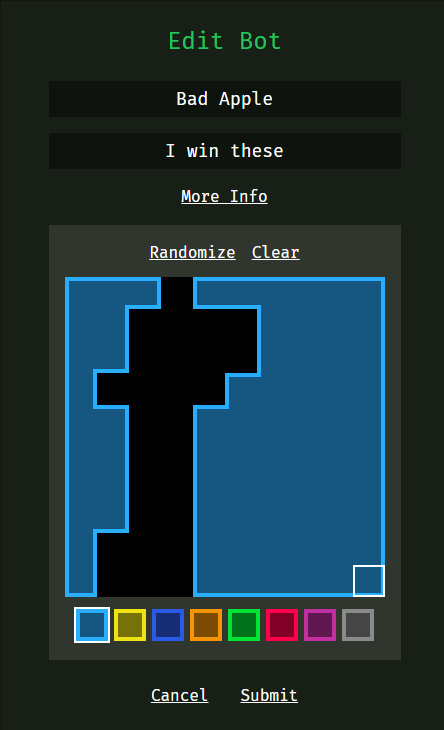 Edit Bot
Bad Apple
I win these
More Info
Randomize Clear
Cancel Submit